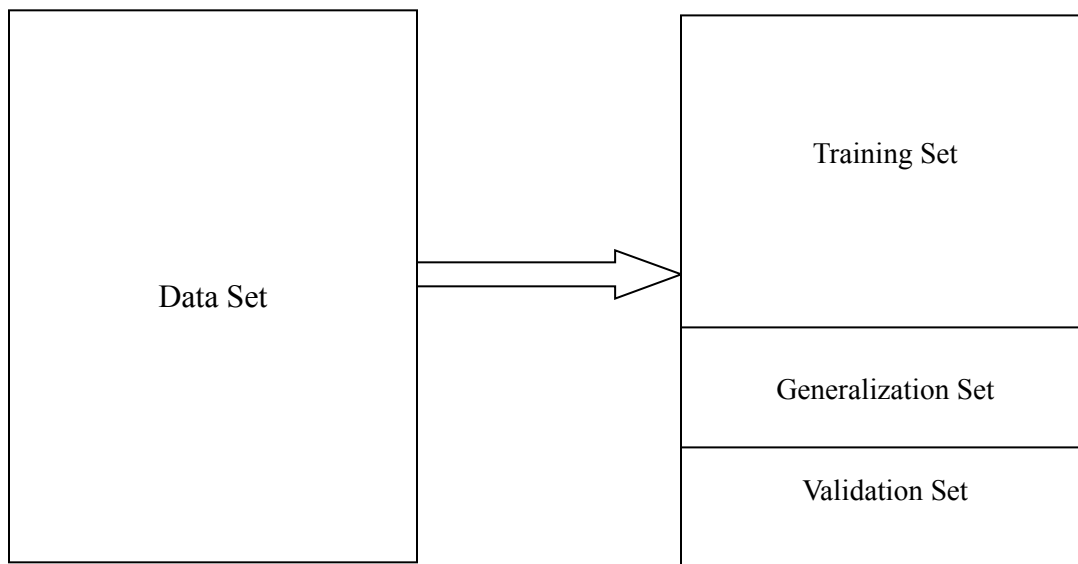 Data Set
Training Set
Generalization Set
Validation Set